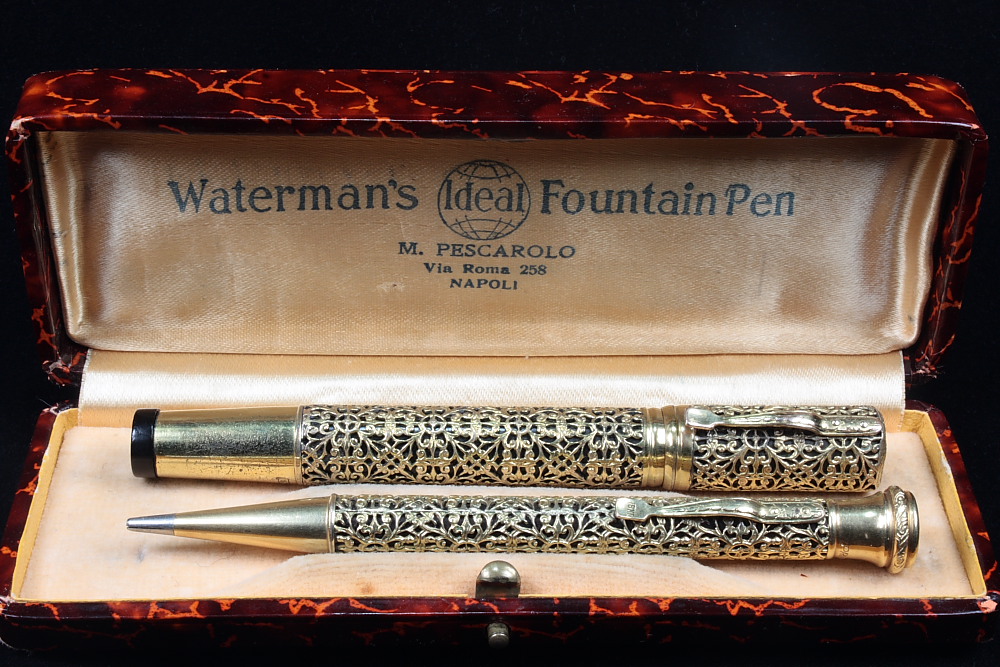 Waterman's Ideal Fountain Pen
M. PESCAROLO
Via Roma 258
NAPOLI